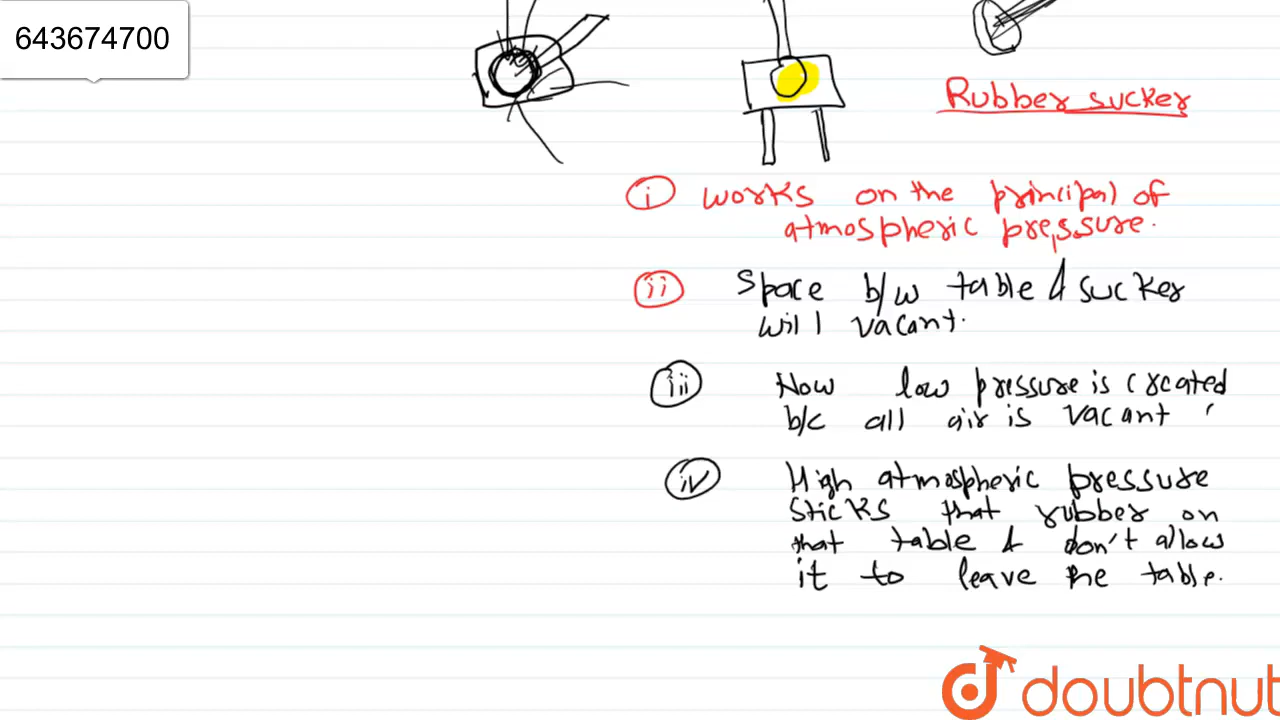 643674700
Rubber sucker
i works on the principal of
atmospheric pressure.
ii Space b/w table & sucker
will vacant.
iii Now low pressure is created
b/c all air is vacant
iv High atmospheric pressure
sticks that rubber on
that table & don't allow
it to leave the table.
doubtnut